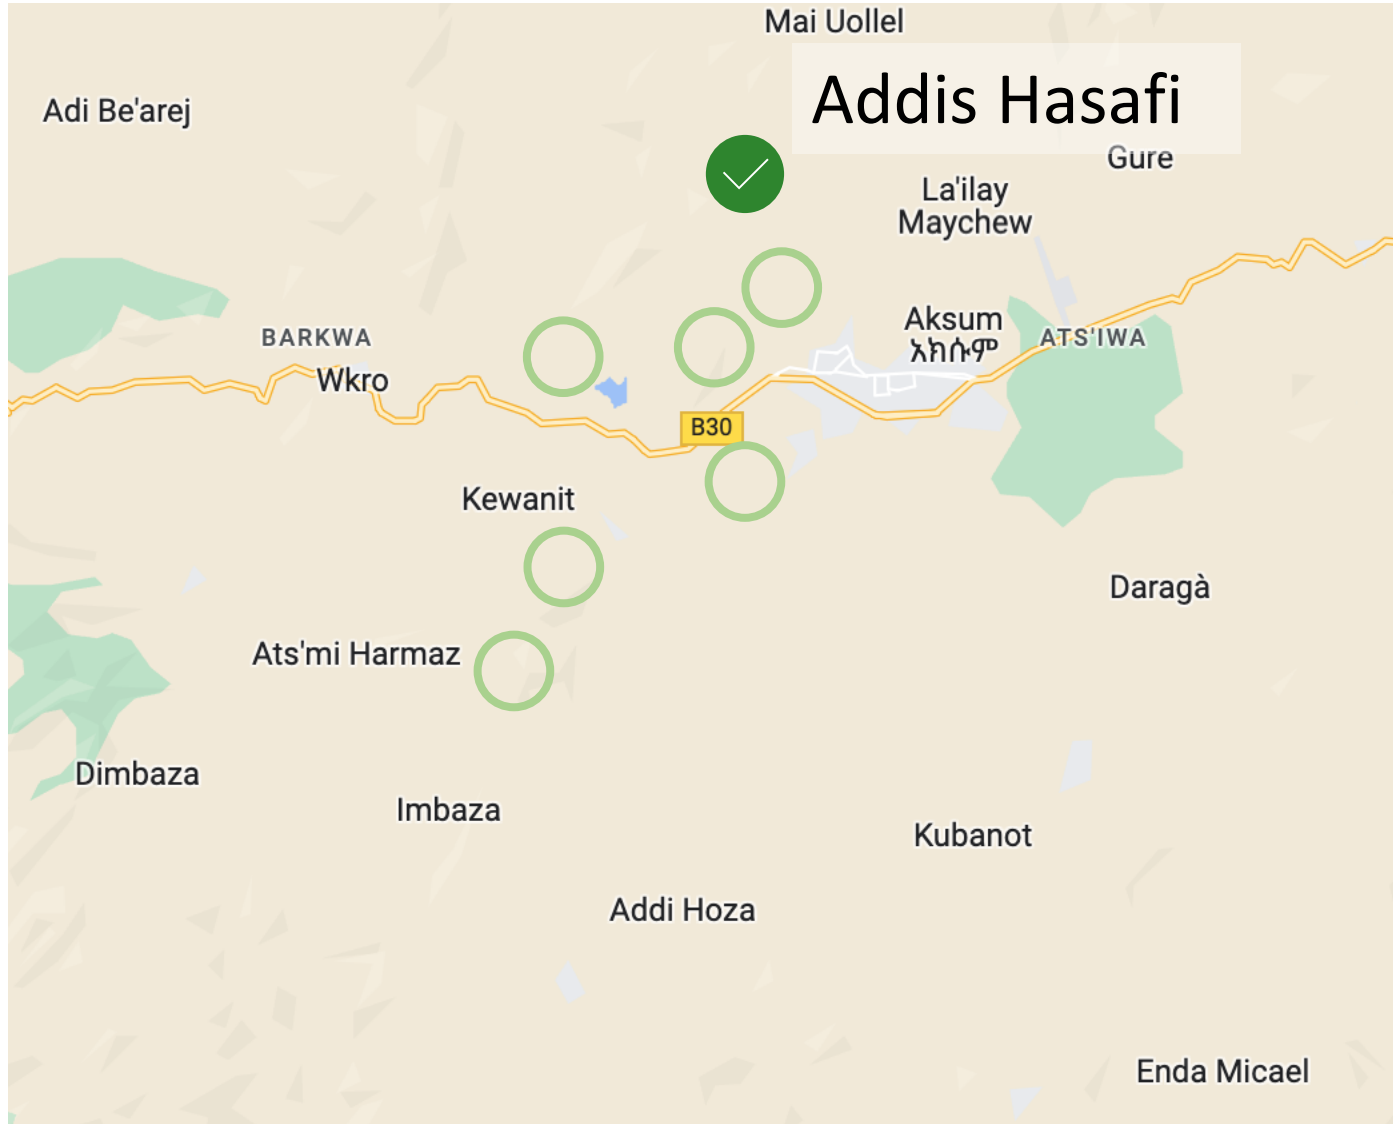 Mai Uollel
Addis Hasafi
Adi Be'arej
Gure
La'ilay
Maychew
Aksum
አክሱም
BARKWA
ATS'IWA
Wkro
B30
Kewanit
Daragà
Ats'mi Harmaz
Dimbaza
Imbaza
Kubanot
Addi Hoza
Enda Micael